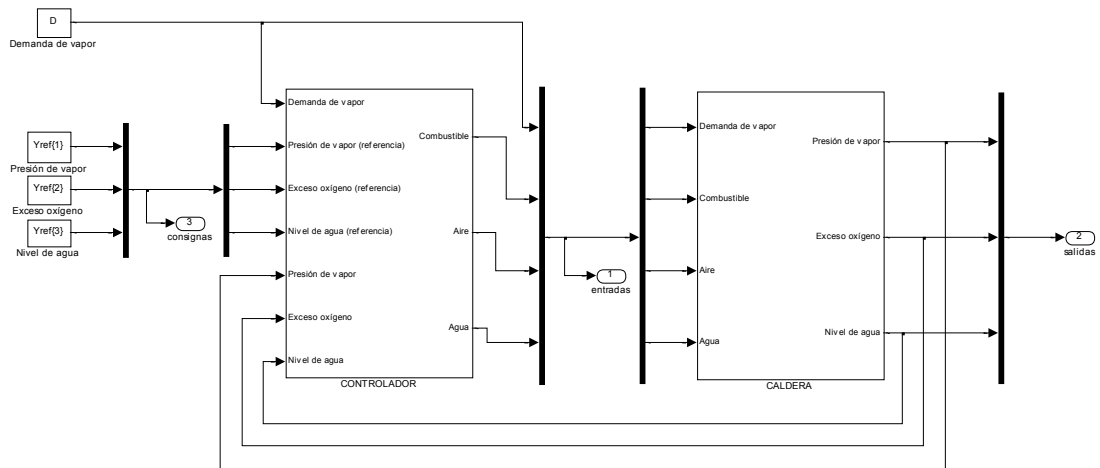 D
Demanda de vapor
Yref{1}
Presión de vapor
Yref{2}
Exceso oxígeno
Yref{3}
Nivel de agua
3
consignas
Demanda de vapor
Presión de vapor (referencia)
Exceso oxígeno (referencia)
Nivel de agua (referencia)
Presión de vapor
Exceso oxígeno
Nivel de agua
Combustible
Aire
Agua
CONTROLADOR
1
entradas
Demanda de vapor
Combustible
Aire
Agua
Presión de vapor
Exceso oxígeno
Nivel de agua
CALDERA
2
salidas